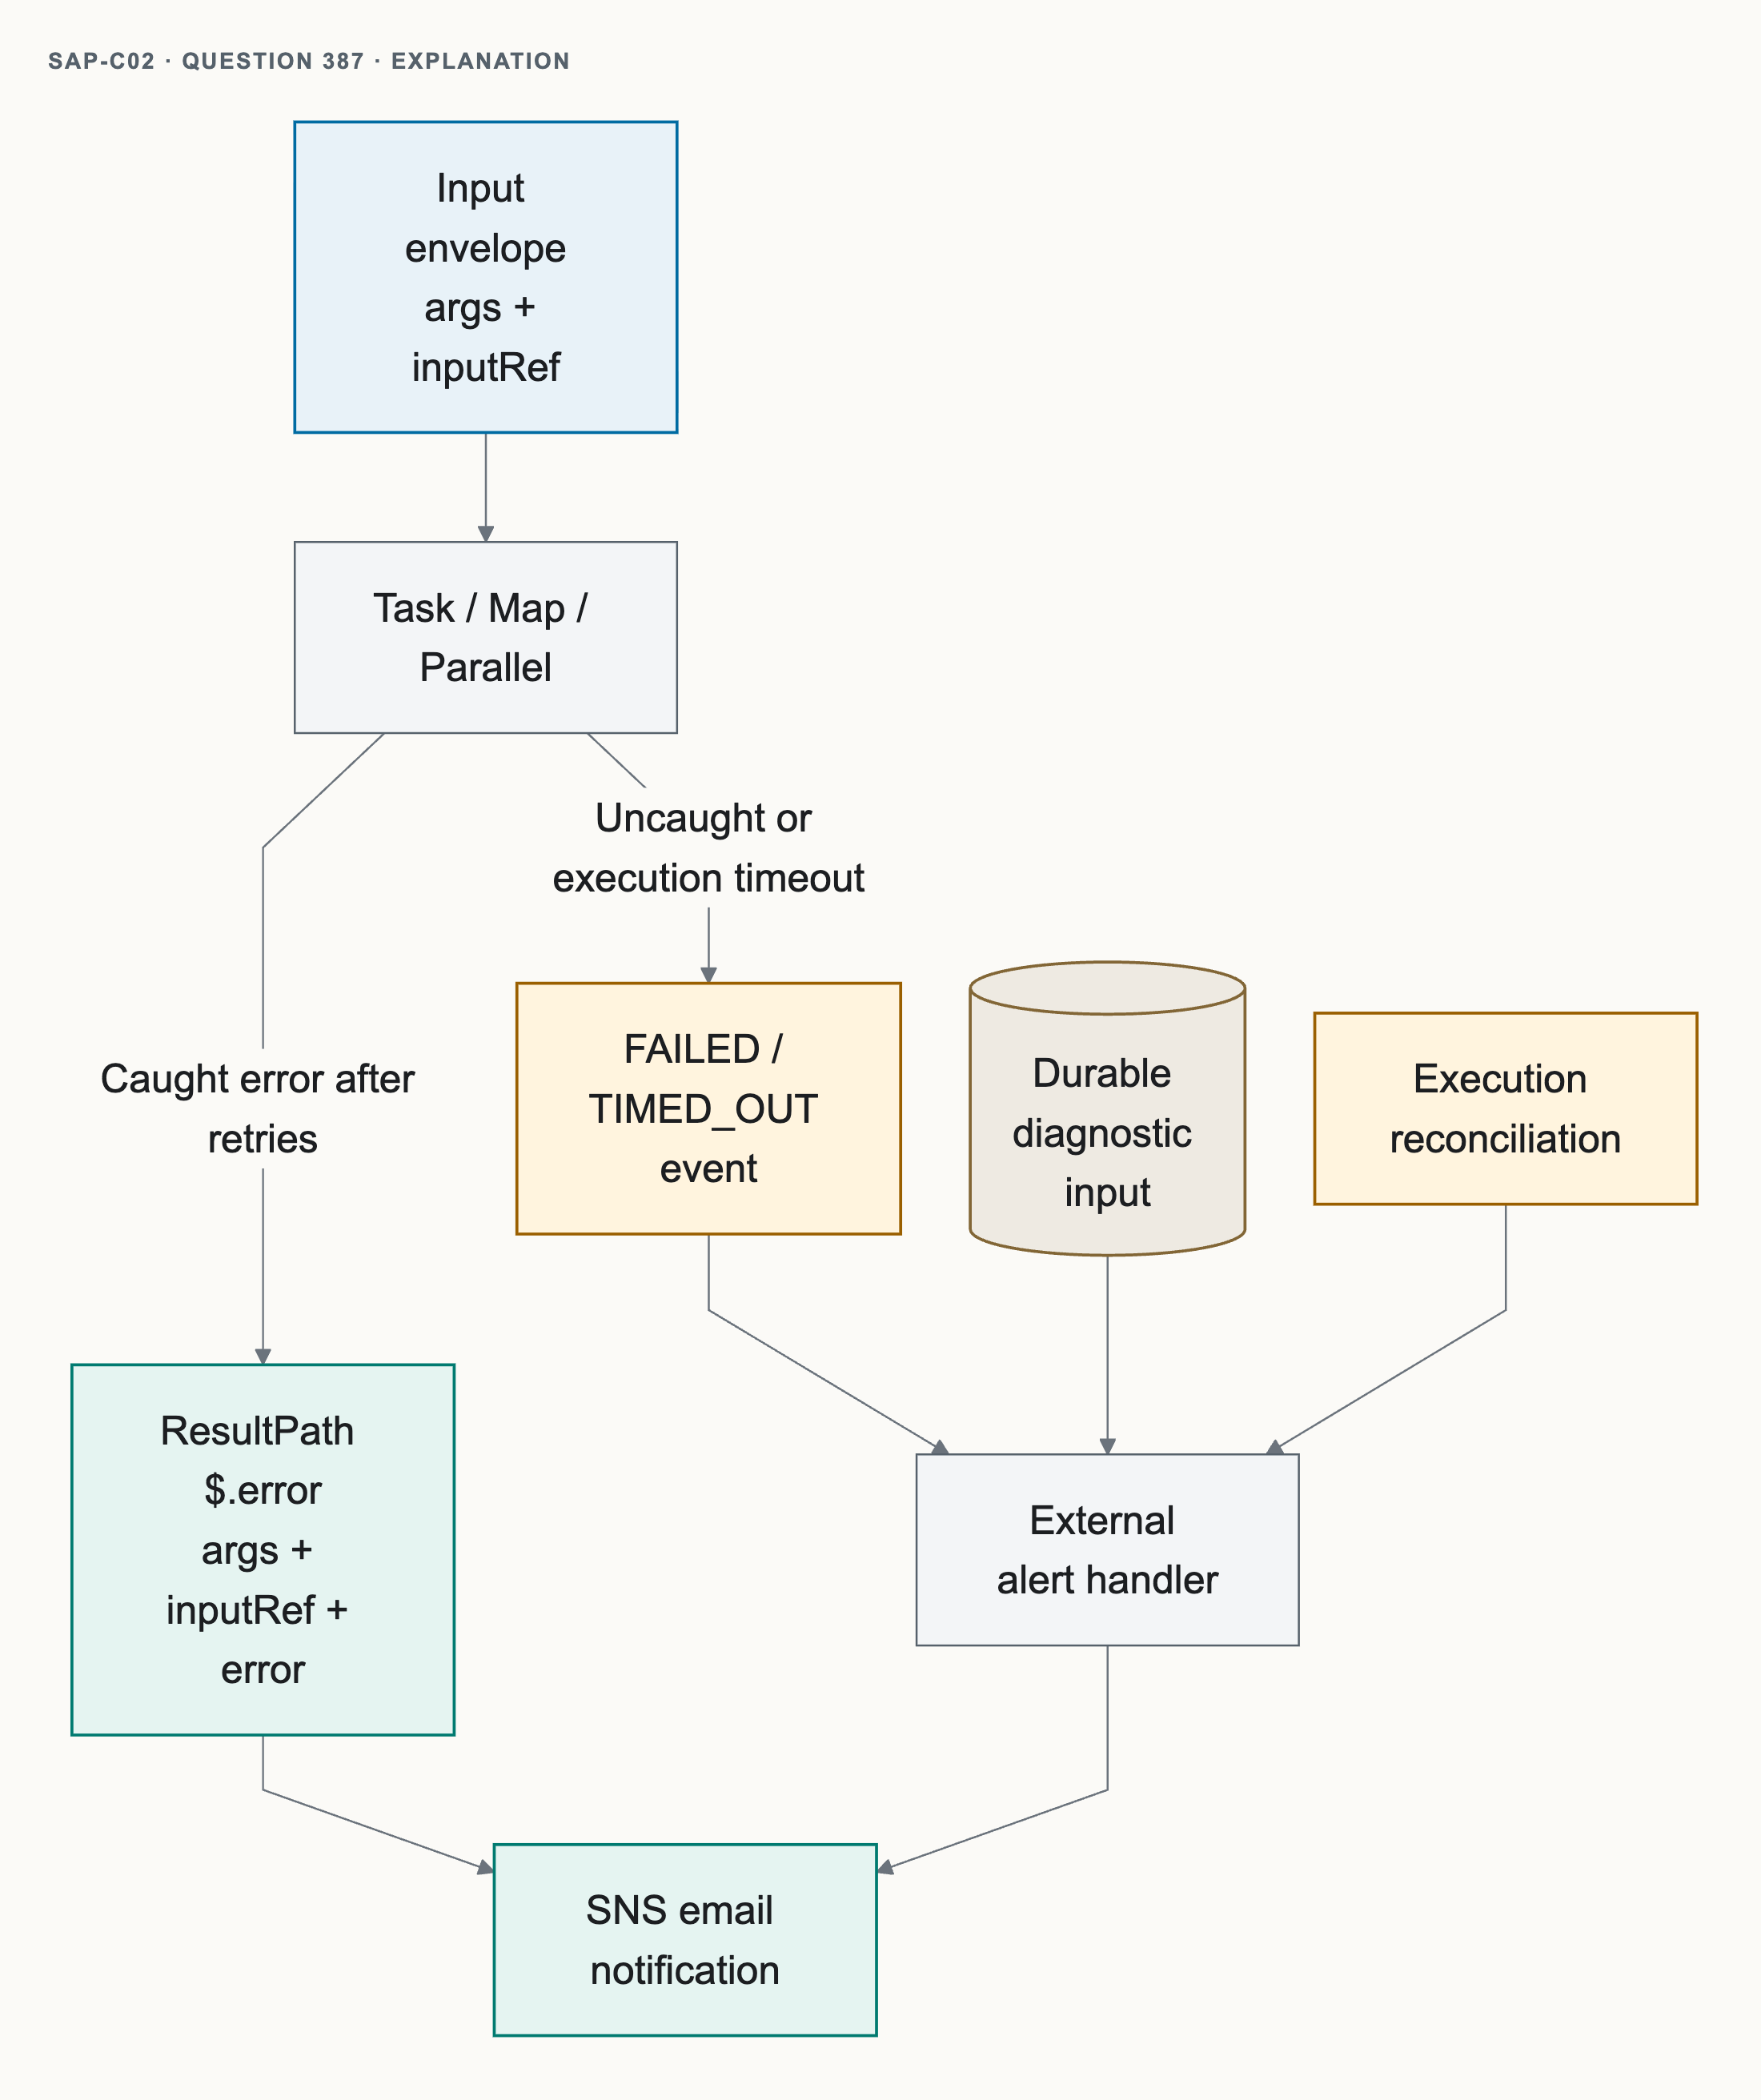 SAP-C02 · QUESTION 387 · EXPLANATION
Input
envelope
args +
inputRef
Task / Map /
Parallel
Uncaught or
execution timeout
Caught error after
retries
FAILED /
TIMED_OUT
event
Durable
diagnostic
input
Execution
reconciliation
ResultPath
$.error
args +
inputRef +
error
External
alert handler
SNS email
notification